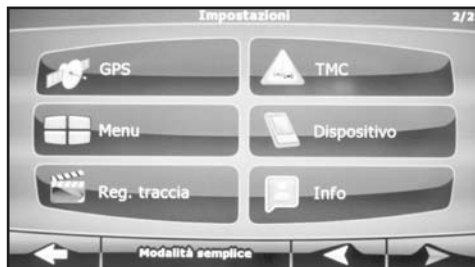 Impostazioni 2/2
GPS TMC
Menu Dispositivo
Reg. traccia Info
Modalità semplice